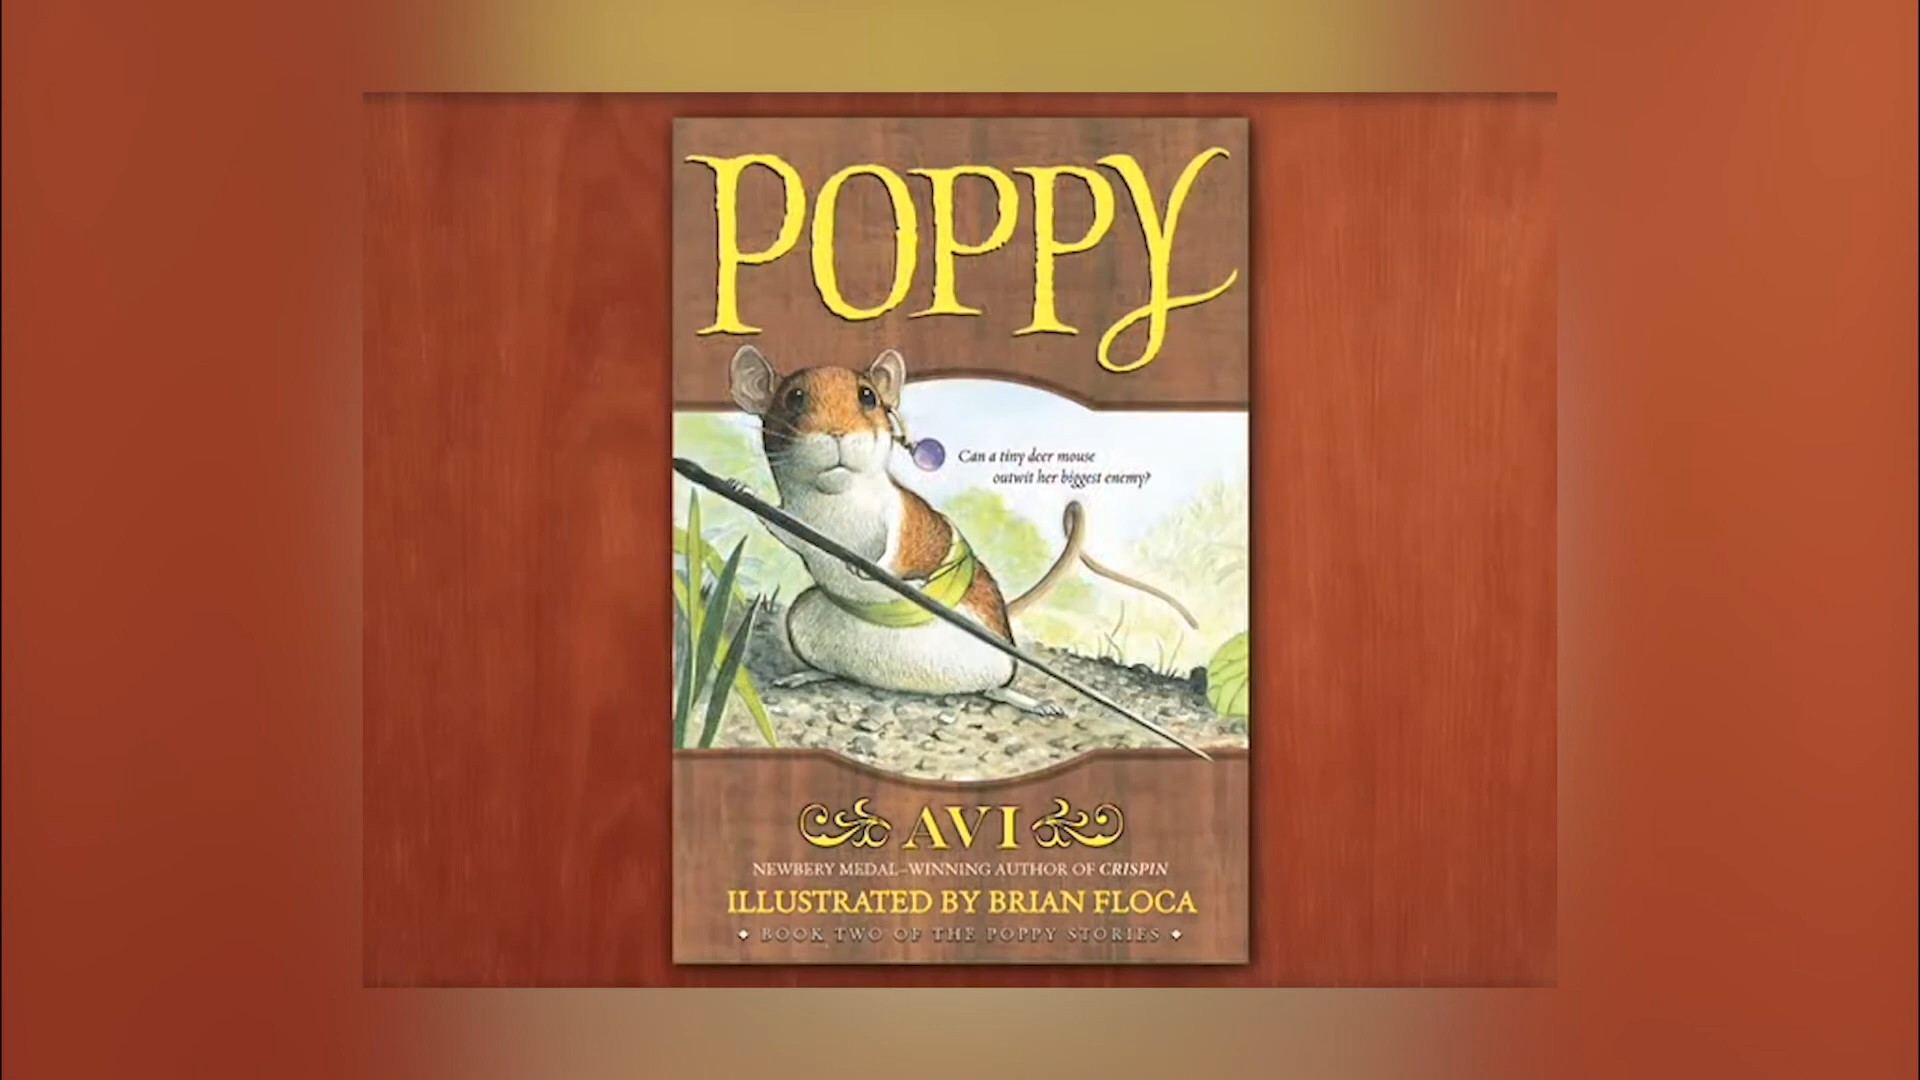 POPPY
Can a tiny deer mouse
outwit her biggest enemy?
AVI
NEWBERY MEDAL–WINNING AUTHOR OF CRISPIN
ILLUSTRATED BY BRIAN FLOCA
BOOK TWO OF THE POPPY STORIES